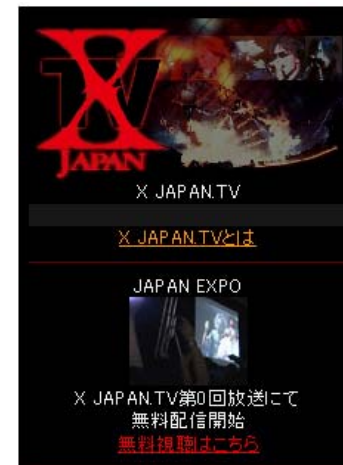 TV
X
JAPAN
X JAPAN.TV
X JAPAN.TVとは
JAPAN EXPO
X JAPAN.TV第0回放送にて
無料配信開始
無料視聴はこちら